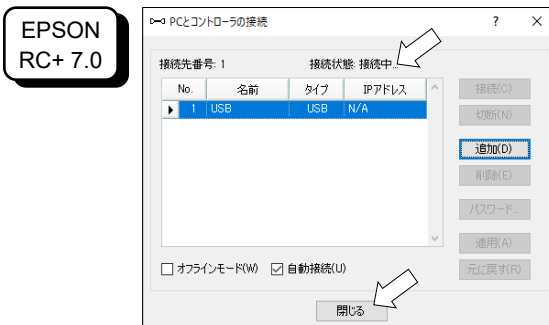 EPSON
RC+ 7.0
PCとコントローラの接続
? ×
接続先番号: 1 接続状態: 接続中...
No. 名前 タイプ IPアドレス
1 USB USB N/A
接続(C)
切断(N)
追加(D)
削除(E)
パスワード...
適用(A)
元に戻す(R)
オフラインモード(W) 自動接続(U)
閉じる